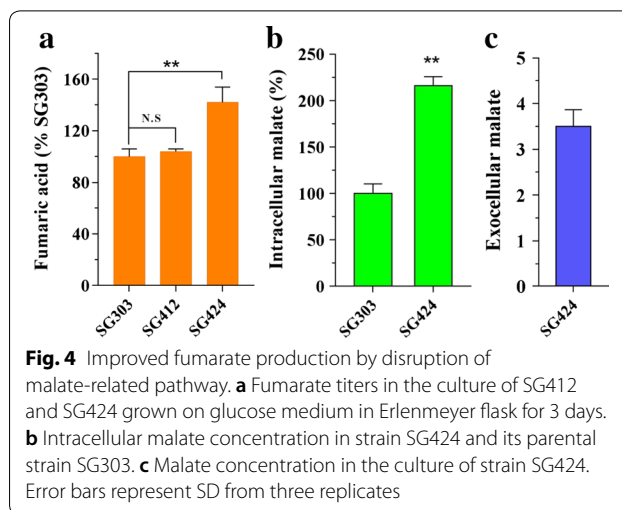 a
Fumaric acid (% SG303)
160
120
80
40
0
**
N.S
SG303
SG412
SG424
b
Intracellular malate (%)
250
200
150
100
50
0
**
SG303
SG424
c
Exocellular malate
5
4
3
2
1
0
SG424
Fig. 4 Improved fumarate production by disruption of
malate-related pathway. a Fumarate titers in the culture of SG412
and SG424 grown on glucose medium in Erlenmeyer flask for 3 days.
b Intracellular malate concentration in strain SG424 and its parental
strain SG303. c Malate concentration in the culture of strain SG424.
Error bars represent SD from three replicates